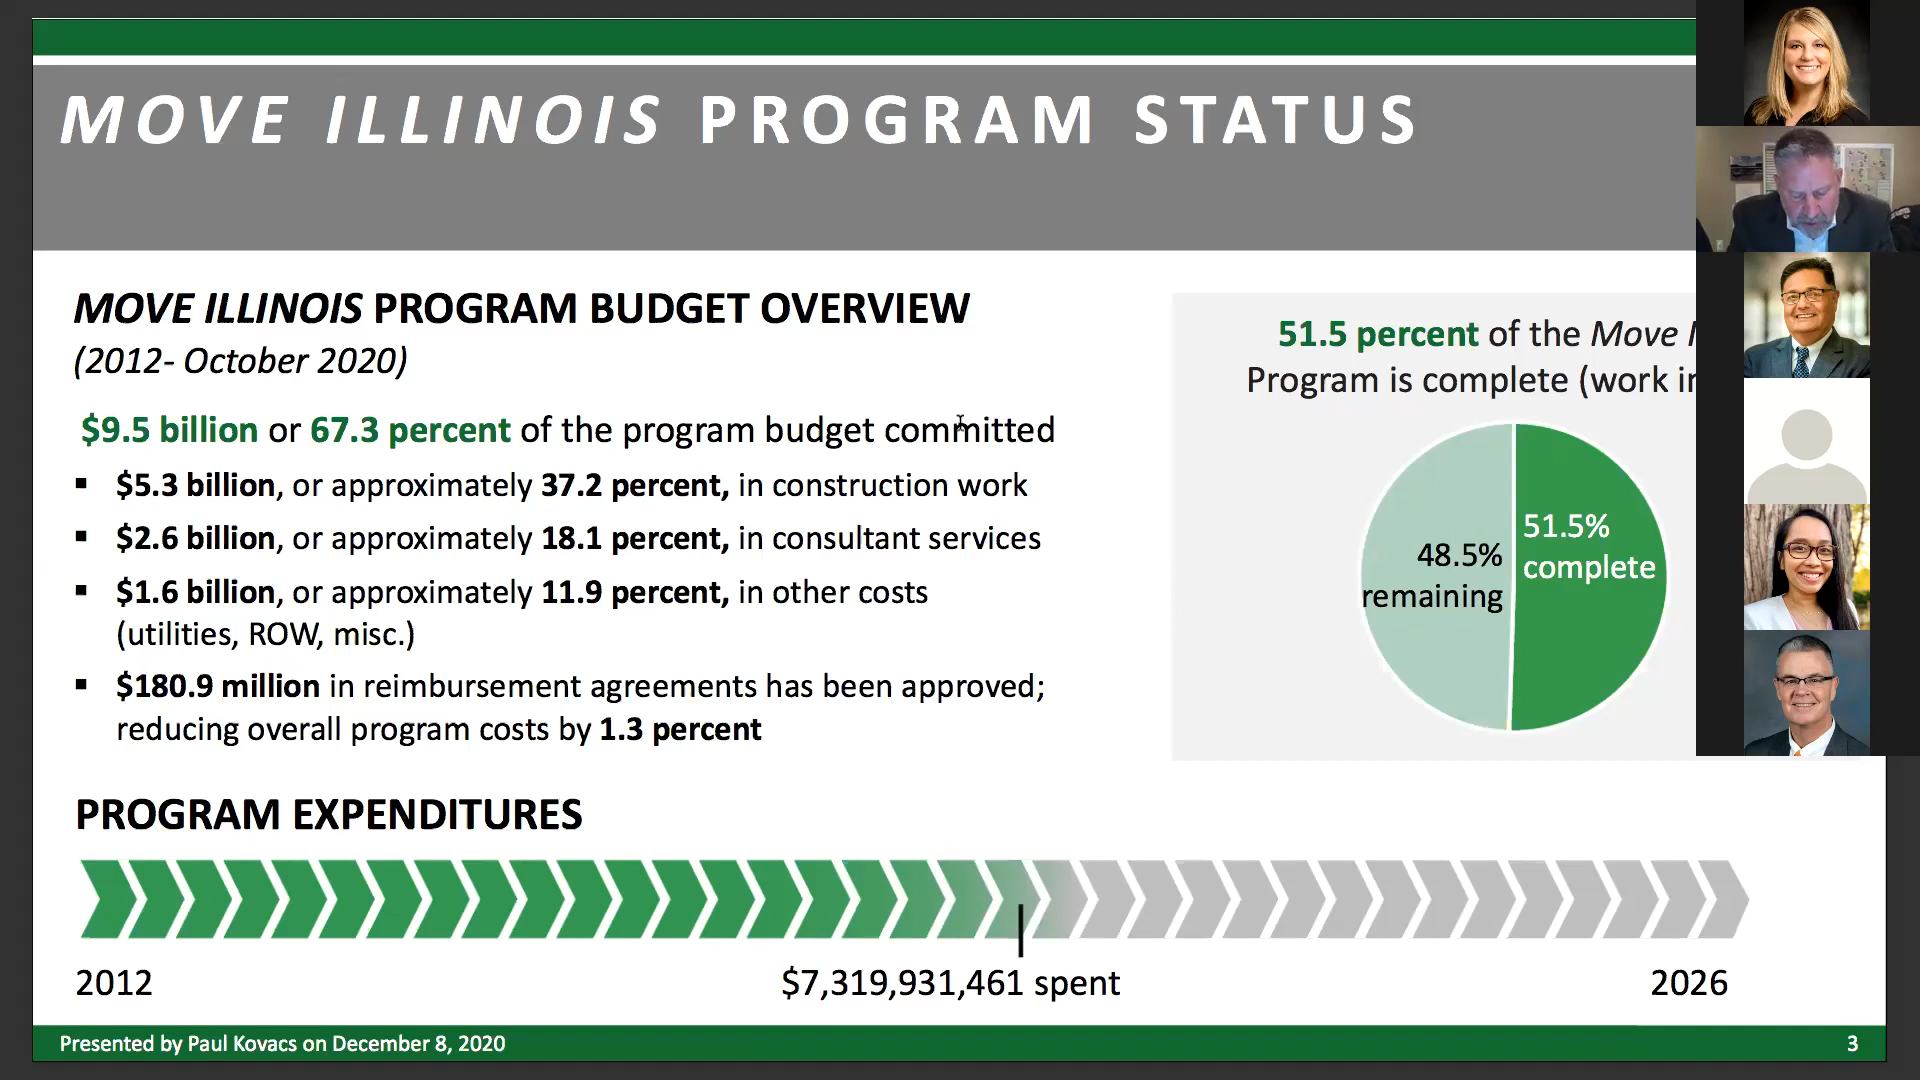 MOVE ILLINOIS PROGRAM STATUS
MOVE ILLINOIS PROGRAM BUDGET OVERVIEW
(2012- October 2020)
$9.5 billion or 67.3 percent of the program budget committed
▪ $5.3 billion, or approximately 37.2 percent, in construction work
▪ $2.6 billion, or approximately 18.1 percent, in consultant services
▪ $1.6 billion, or approximately 11.9 percent, in other costs
(utilities, ROW, misc.)
▪ $180.9 million in reimbursement agreements has been approved;
reducing overall program costs by 1.3 percent
51.5 percent of the Move
Program is complete (work in
48.5%
remaining
51.5%
complete
PROGRAM EXPENDITURES
2012
$7,319,931,461 spent
2026
Presented by Paul Kovacs on December 8, 2020
3